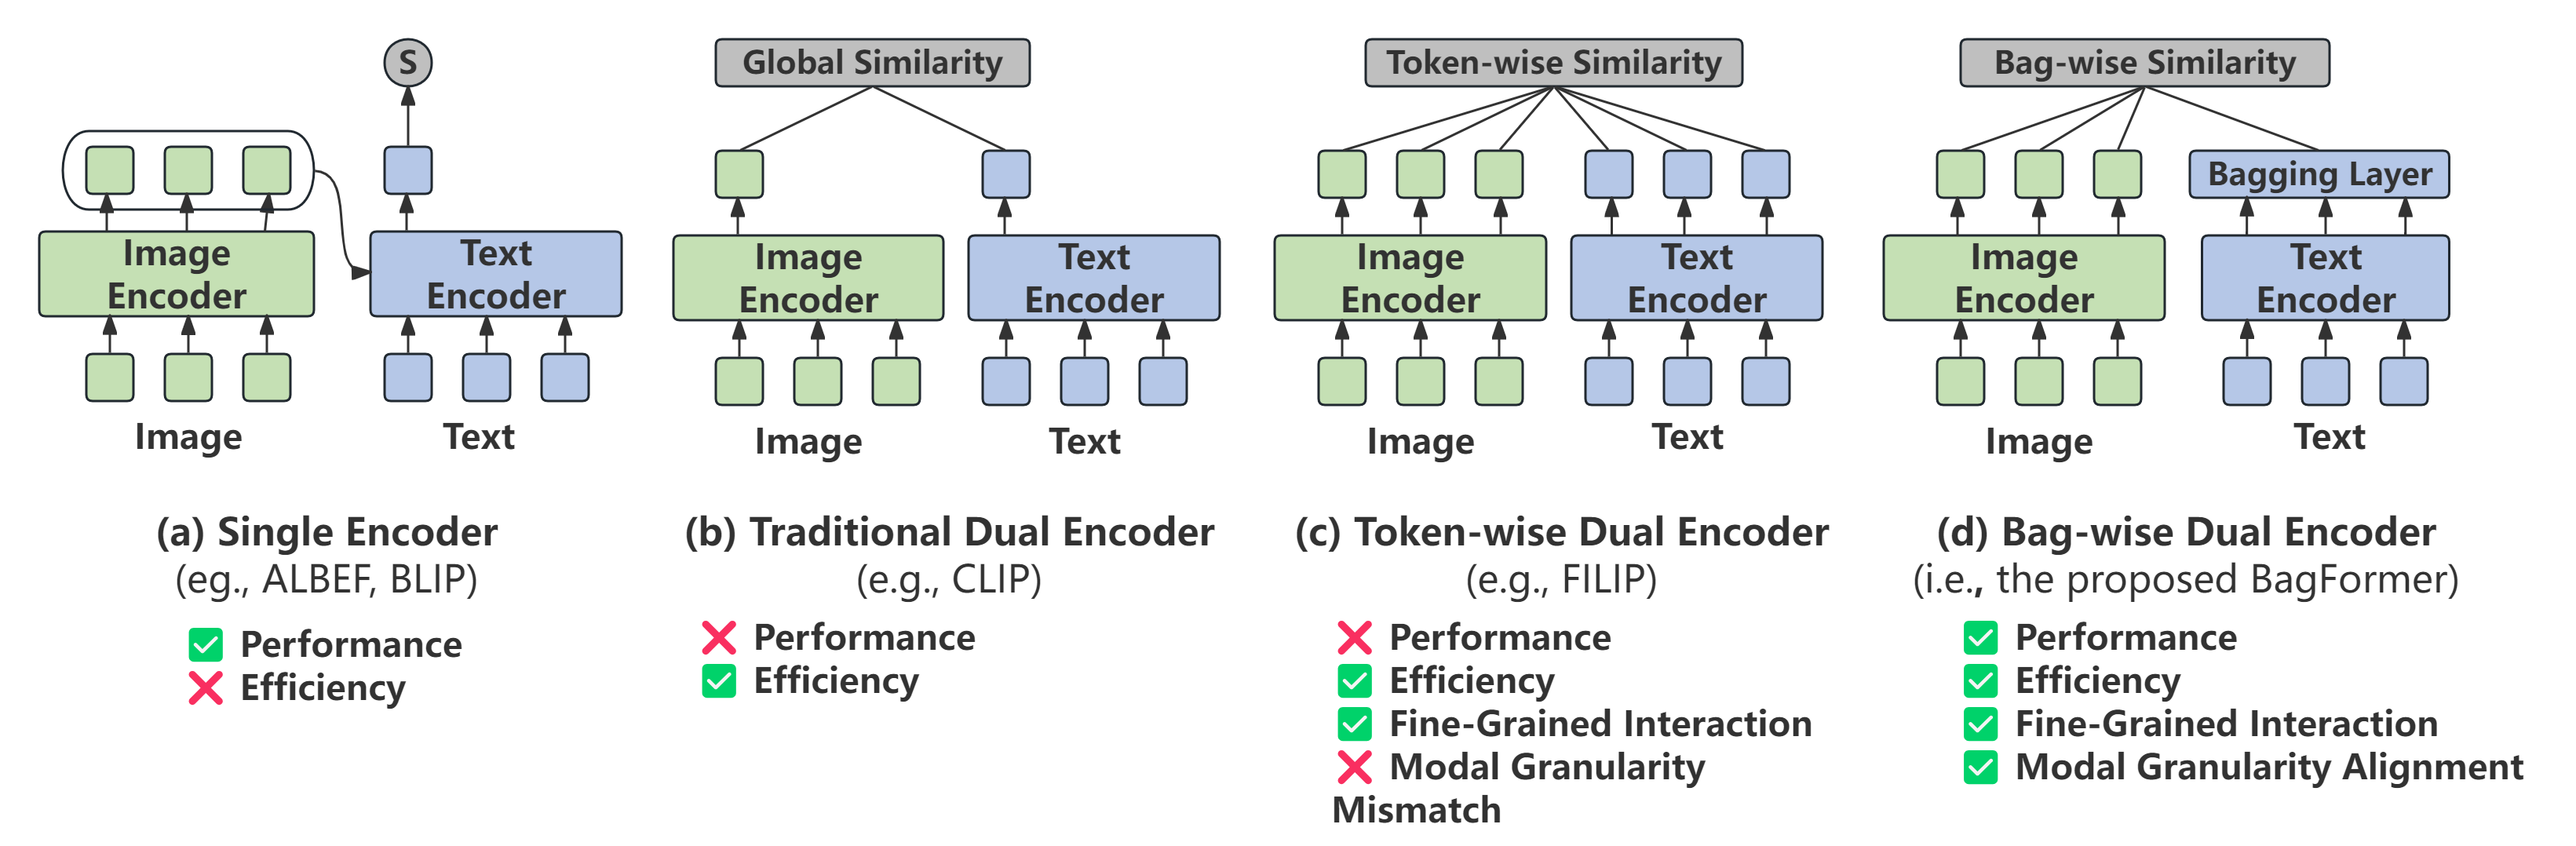 S
Image
Encoder
Text
Encoder
Image
Text
(a) Single Encoder
(eg., ALBEF, BLIP)
✅ Performance
❌ Efficiency
Global Similarity
Image
Encoder
Text
Encoder
Image
Text
(b) Traditional Dual Encoder
(e.g., CLIP)
❌ Performance
✅ Efficiency
Token-wise Similarity
Image
Encoder
Text
Encoder
Image
Text
(c) Token-wise Dual Encoder
(e.g., FILIP)
❌ Performance
✅ Efficiency
✅ Fine-Grained Interaction
❌ Modal Granularity
Mismatch
Bag-wise Similarity
Bagging Layer
Image
Encoder
Text
Encoder
Image
Text
(d) Bag-wise Dual Encoder
(i.e., the proposed BagFormer)
✅ Performance
✅ Efficiency
✅ Fine-Grained Interaction
✅ Modal Granularity Alignment